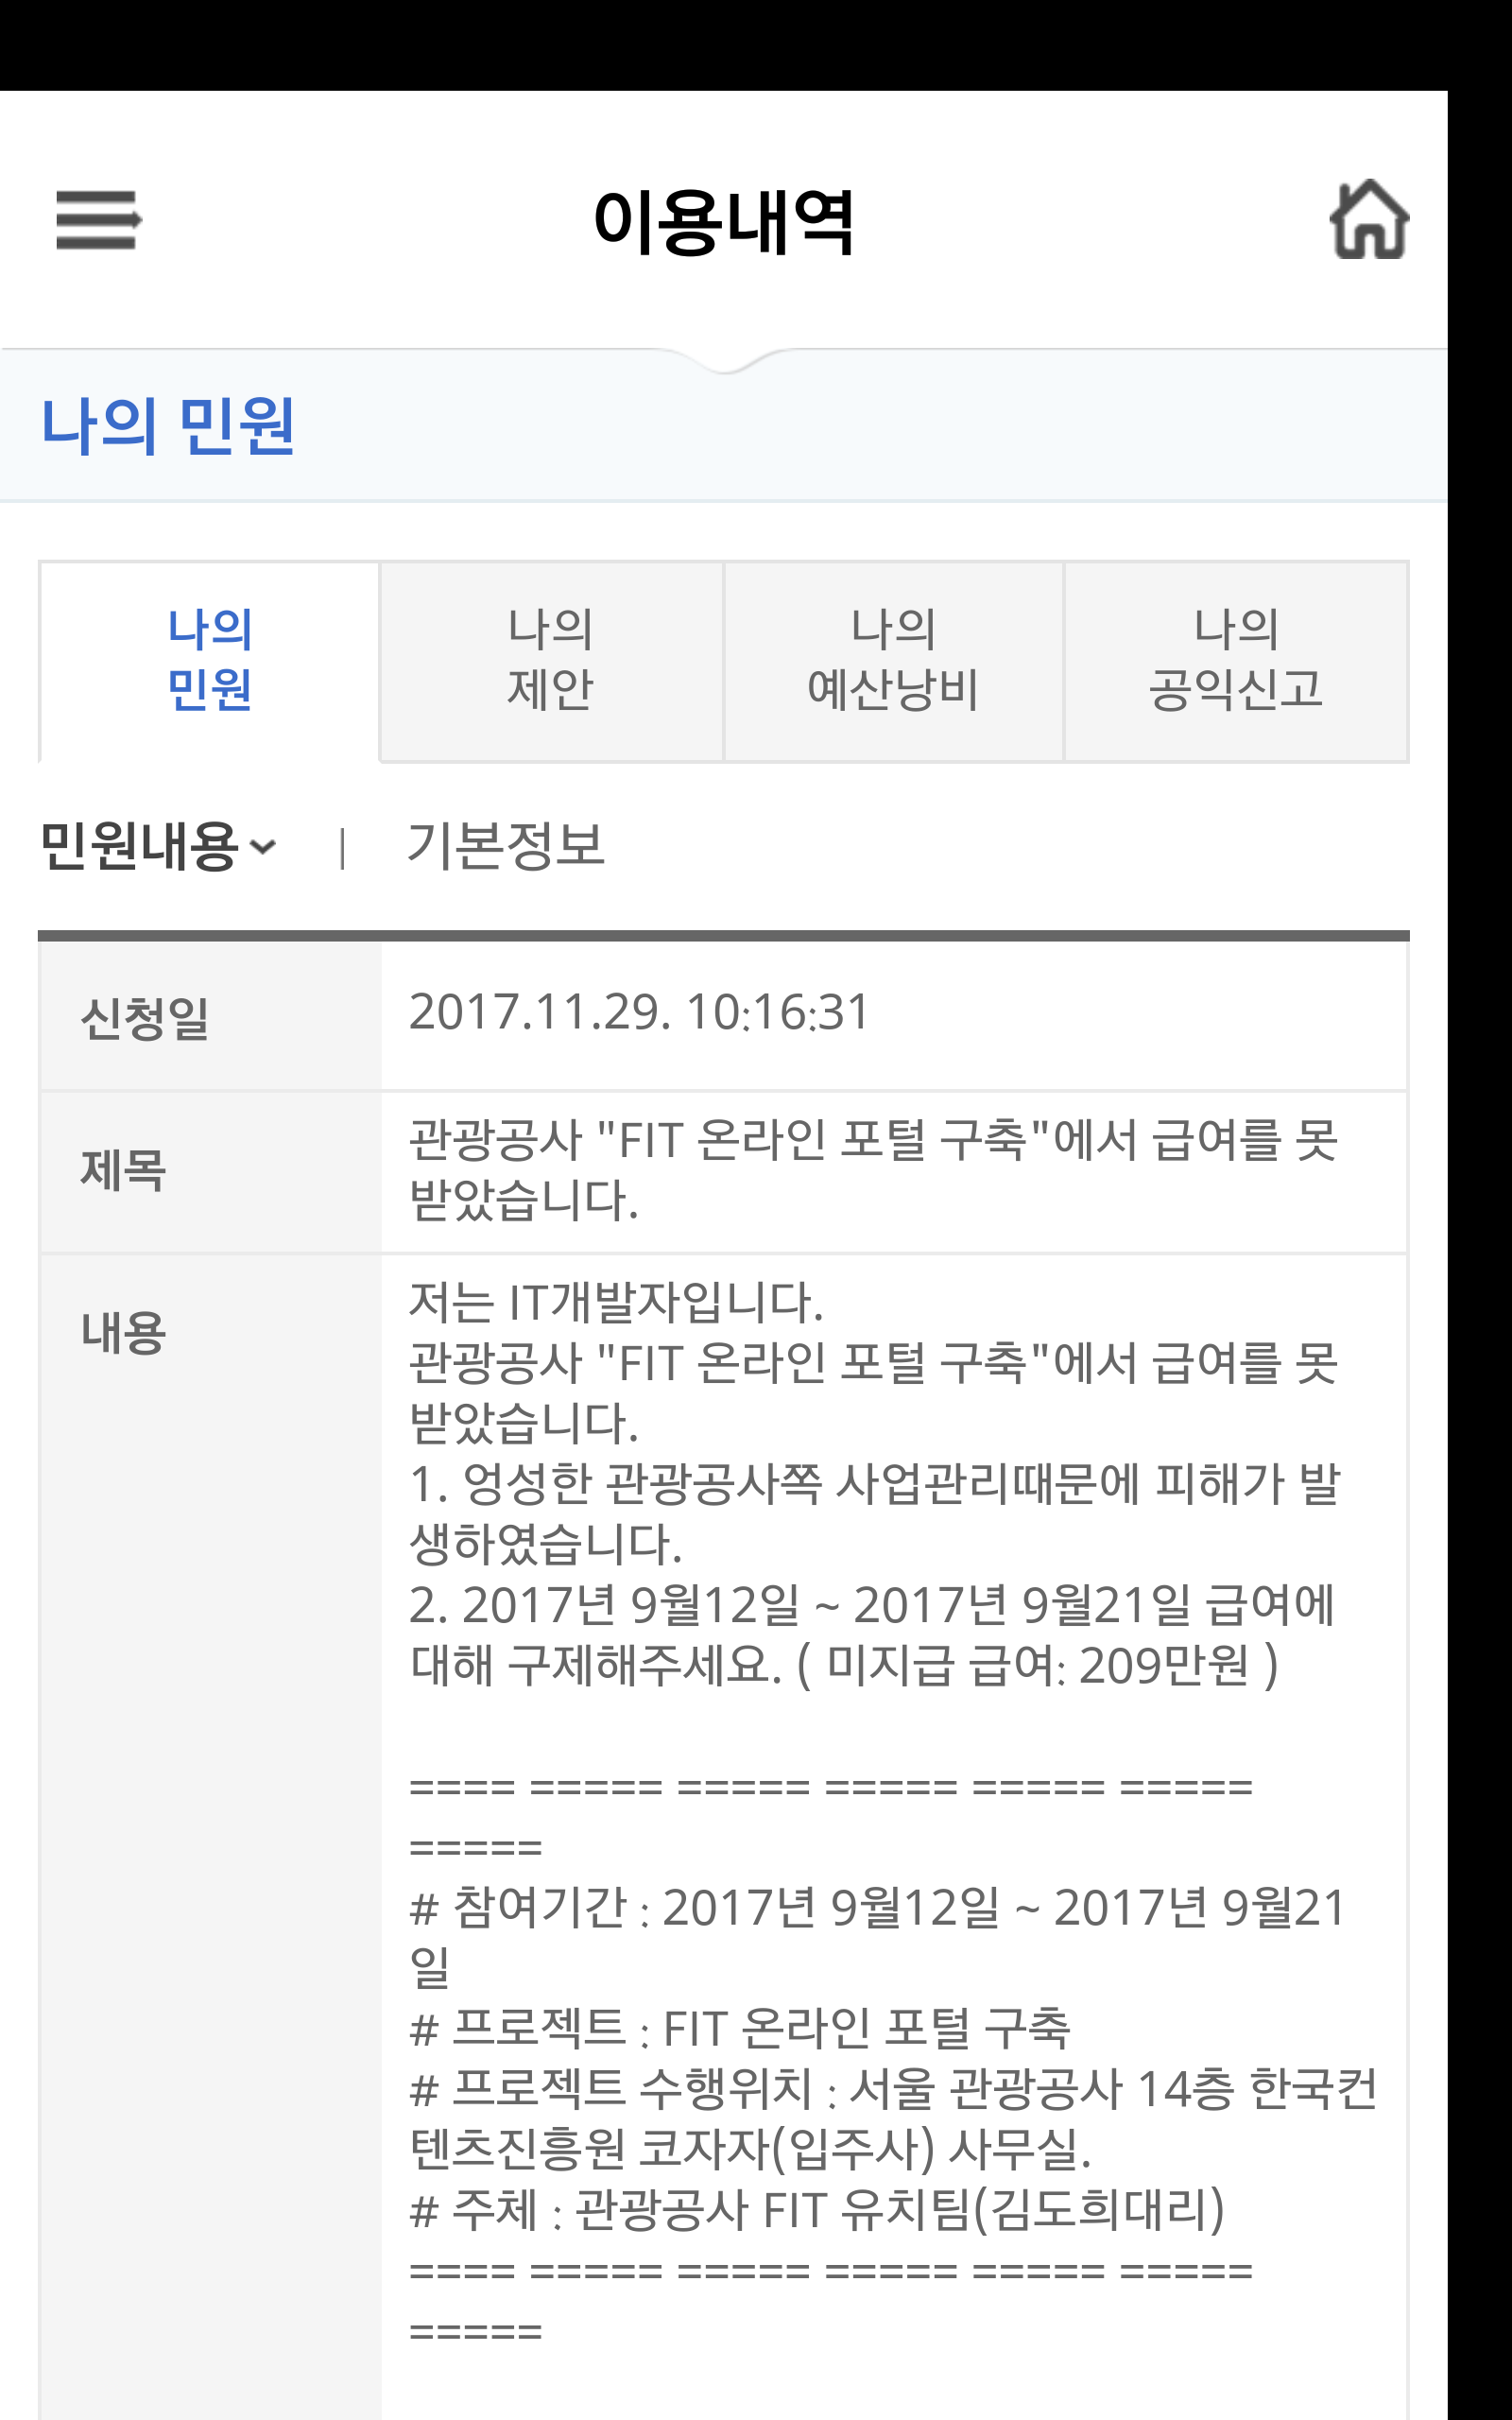 이용내역
나의 민원
나의
민원
나의
제안
나의
예산낭비
나의
공익신고
민원내용
기본정보
신청일
2017.11.29. 10:16:31
제목
관광공사 "FIT 온라인 포털 구축"에서 급여를 못
받았습니다.
내용
저는 IT개발자입니다.
관광공사 "FIT 온라인 포털 구축"에서 급여를 못
받았습니다.
1. 엉성한 관광공사쪽 사업관리때문에 피해가 발
생하였습니다.
2. 2017년 9월12일 ~ 2017년 9월21일 급여에
대해 구제해주세요. ( 미지급 급여: 209만원 )
==== ===== ===== ===== ===== =====
=====
# 참여기간 : 2017년 9월12일 ~ 2017년 9월21
일
# 프로젝트 : FIT 온라인 포털 구축
# 프로젝트 수행위치 : 서울 관광공사 14층 한국컨
텐츠진흥원 코자자(입주사) 사무실.
# 주체 : 관광공사 FIT 유치팀(김도희대리)
==== ===== ===== ===== ===== =====
=====